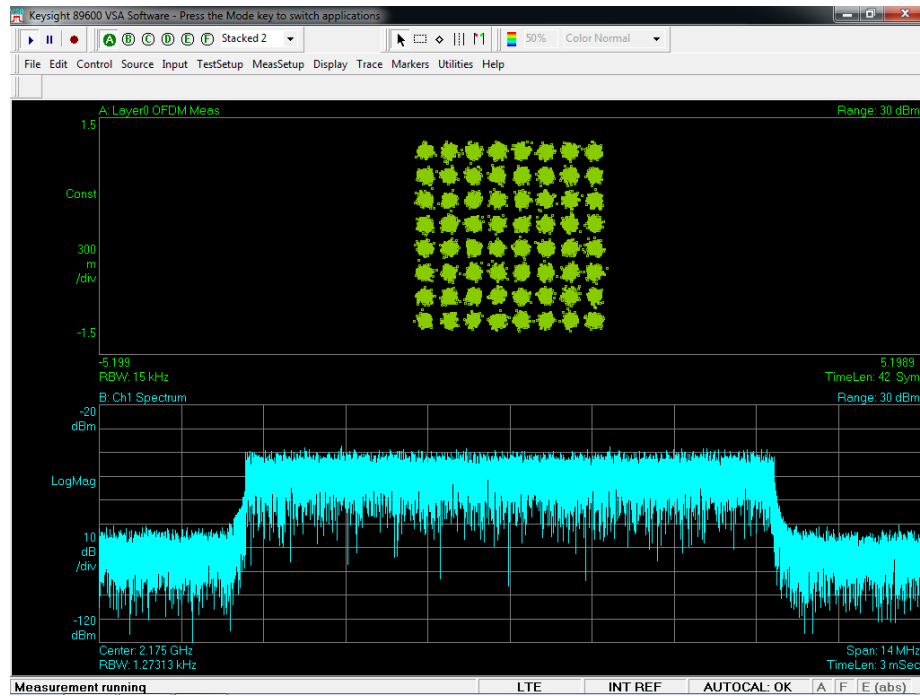 Keysight 89600 VSA Software - Press the Mode key to switch applications
A B C D E F Stacked 2 50% Color Normal
File Edit Control Source Input TestSetup MeasSetup Display Trace Markers Utilities Help
A: Layer0 OFDM Meas Range: 30 dBm
1.5
Const
300
m
/div
-1.5
-5.199 5.1989
RBW: 15 kHz TimeLen: 42 Sym
B: Ch1 Spectrum Range: 30 dBm
-20
dBm
LogMag
10
dB
/div
-120
dBm
Center: 2.175 GHz Span: 14 MHz
RBW: 1.27313 kHz TimeLen: 3 mSec
Measurement running LTE INT REF AUTOCAL: OK A F E (abs)